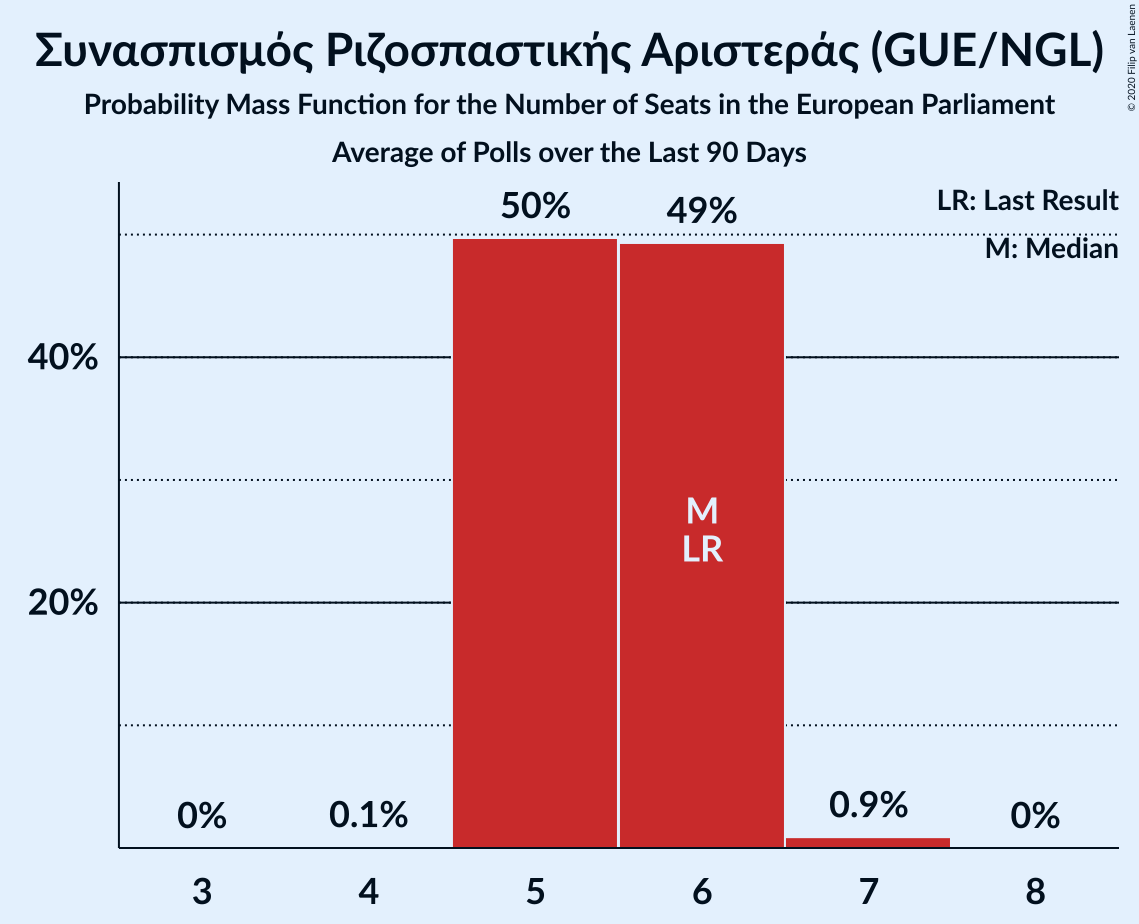 Συνασπισμός Ριζοσπαστικής Αριστεράς (GUE/NGL)
Probability Mass Function for the Number of Seats in the European Parliament
Average of Polls over the Last 90 Days
© 2020 Filip van Laenen
LR: Last Result
M: Median
50%
49%
40%
M
LR
20%
0%
0.1%
0.9%
0%
3
4
5
6
7
8